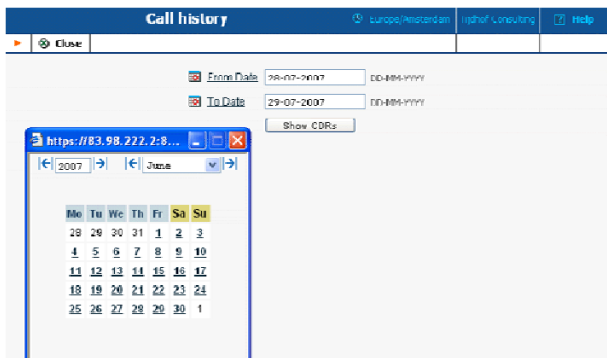 Call history Europe/Amsterdam Tijdhof Consulting Help
Close
From Date 28-07-2007 DD-MM-YYYY
To Date 29-07-2007 DD-MM-YYYY
Show CDRs
https://83.98.222.2:8...
2007 June
Mo Tu We Th Fr Sa Su
28 29 30 31 1 2 3
4 5 6 7 8 9 10
11 12 13 14 15 16 17
18 19 20 21 22 23 24
25 26 27 28 29 30 1